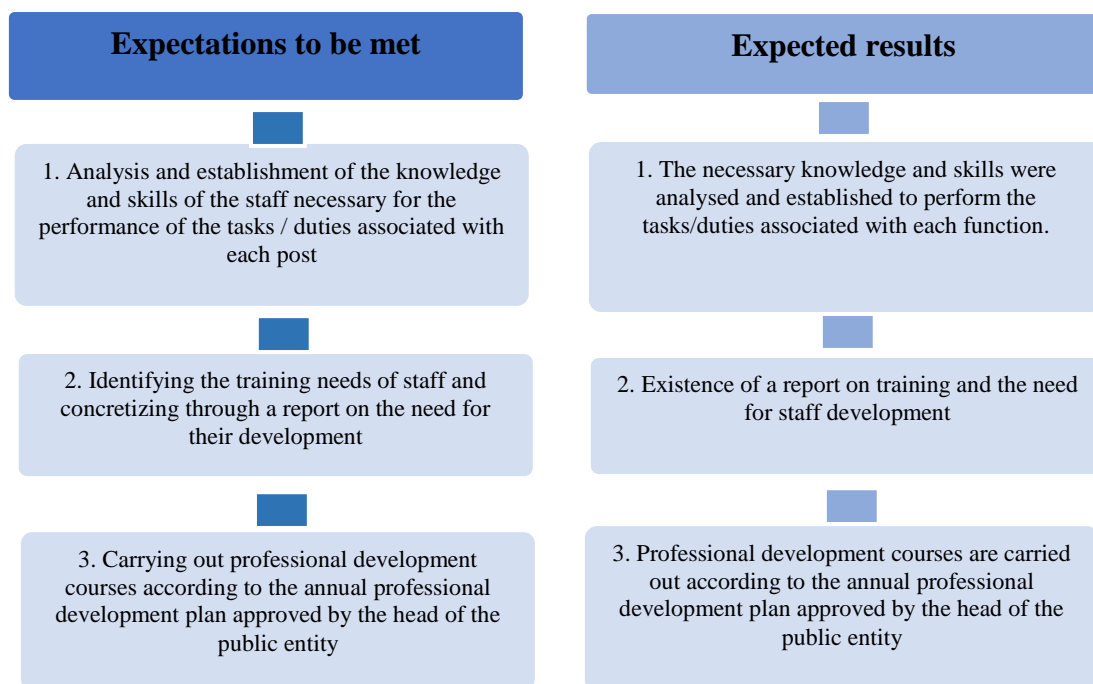 Expectations to be met
1. Analysis and establishment of the knowledge
and skills of the staff necessary for the
performance of the tasks / duties associated with
each post
2. Identifying the training needs of staff and
concretizing through a report on the need for
their development
3. Carrying out professional development
courses according to the annual professional
development plan approved by the head of the
public entity
Expected results
1. The necessary knowledge and skills were
analysed and established to perform the
tasks/duties associated with each function.
2. Existence of a report on training and the need
for staff development
3. Professional development courses are carried
out according to the annual professional
development plan approved by the head of the
public entity